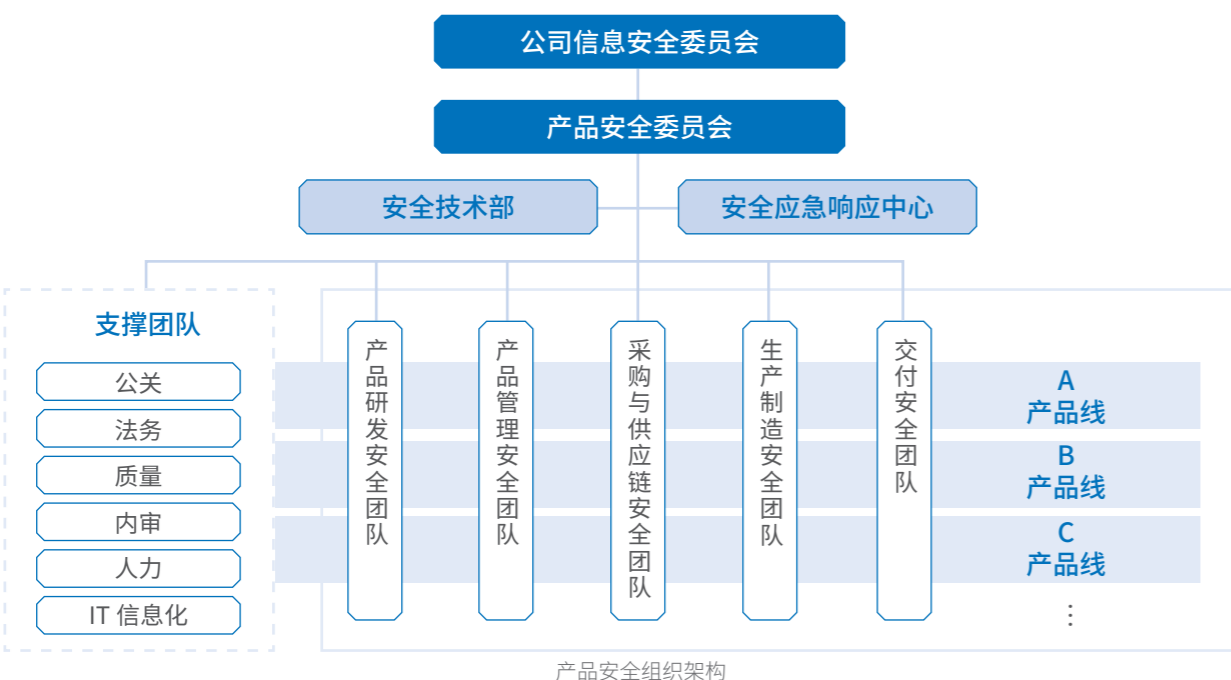 公司信息安全委员会
产品安全委员会
安全技术部
安全应急响应中心
支撑团队
公关
法务
质量
内审
人力
IT 信息化
产品研发安全团队
产品管理安全团队
采购与供应链安全团队
生产制造安全团队
交付安全团队
A
产品线
B
产品线
C
产品线
⋮
产品安全组织架构